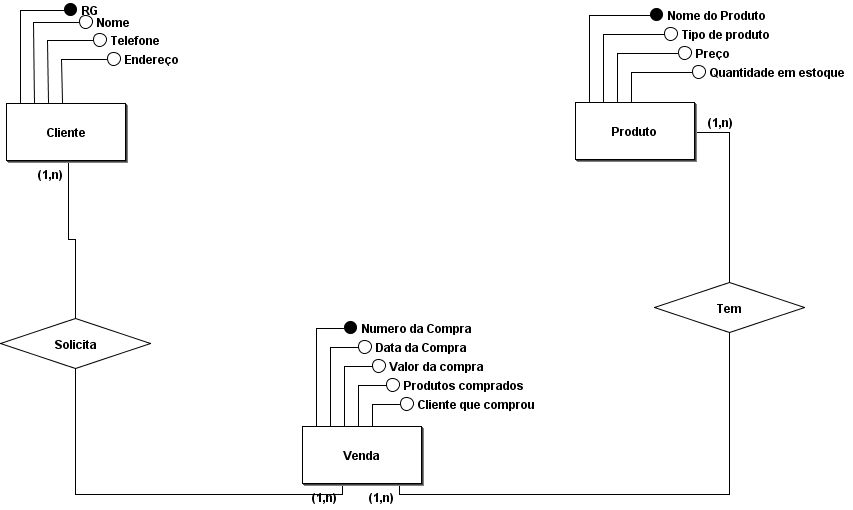 RG
Nome
Telefone
Endereço
Cliente
(1,n)
Nome do Produto
Tipo de produto
Preço
Quantidade em estoque
Produto
(1,n)
Solicita
Tem
Numero da Compra
Data da Compra
Valor da compra
Produtos comprados
Cliente que comprou
Venda
(1,n)
(1,n)